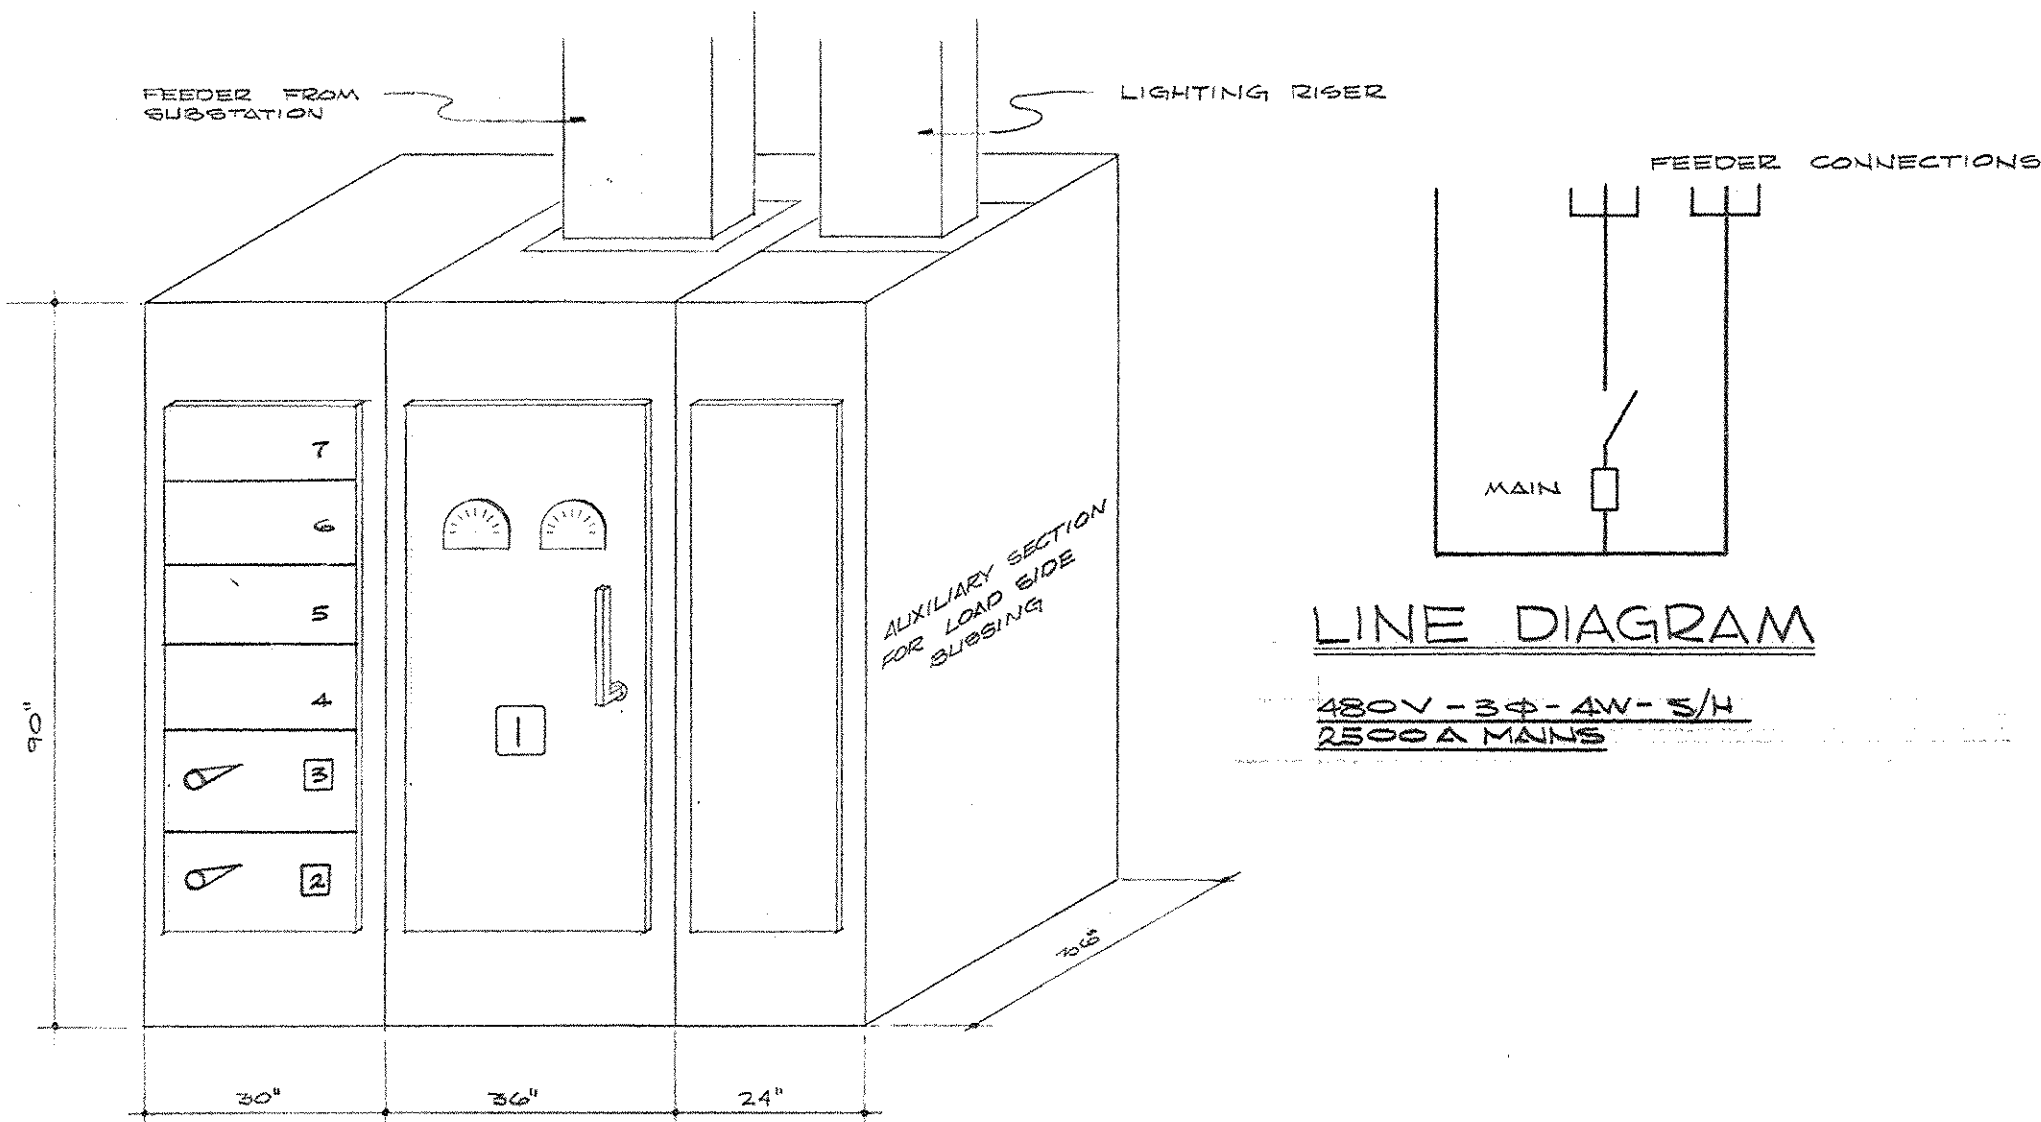 FEEDER FROM
SUBSTATION
LIGHTING RISER
FEEDER CONNECTIONS
7
6
5
4
3
2
1
AUXILIARY SECTION
FOR LOAD SIDE
BUSSING
MAIN
LINE DIAGRAM
480V - 3Φ - 4W - S/N
2500 A MAINS
90"
30"
36"
24"